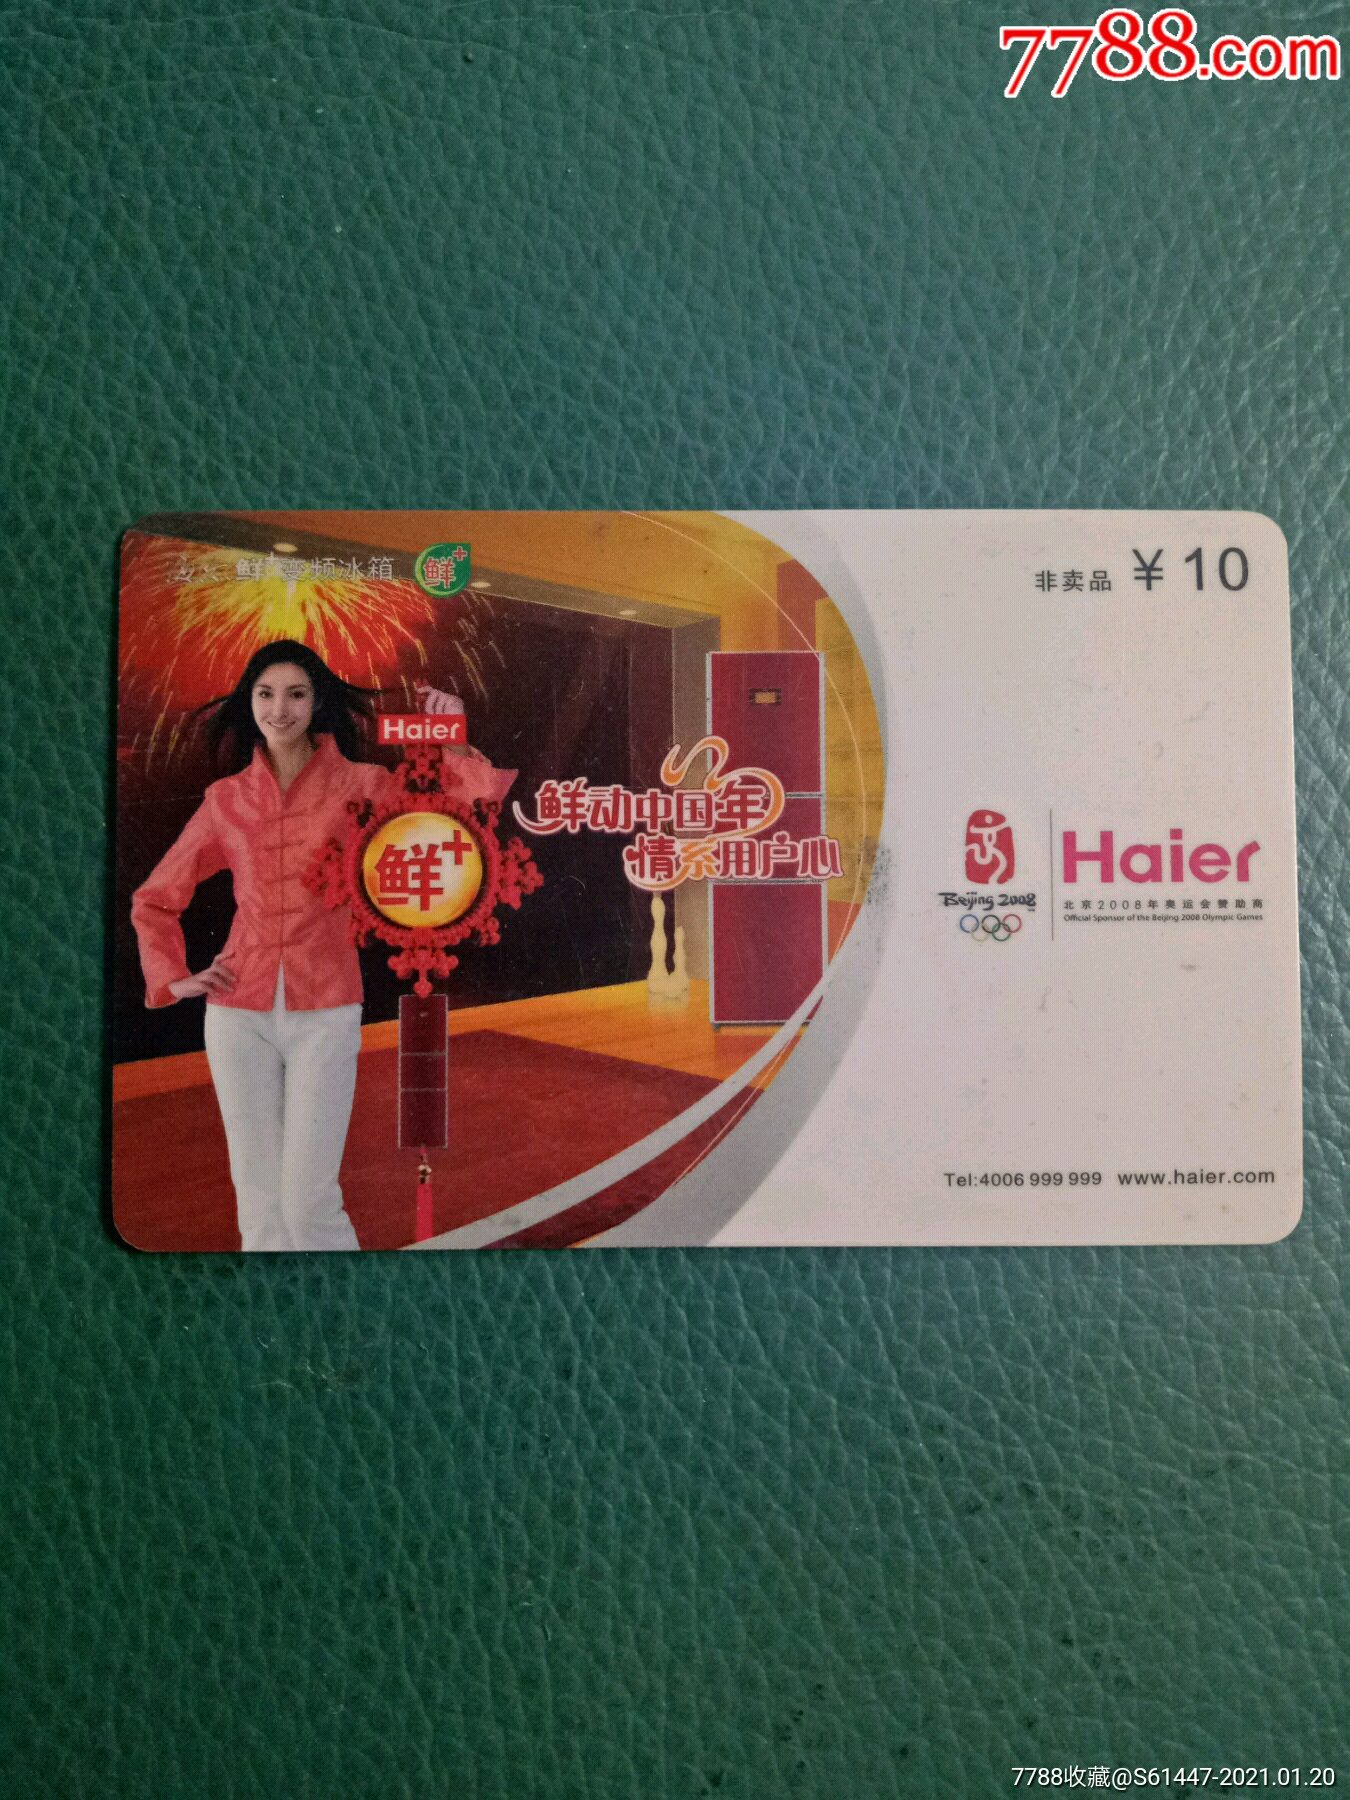 7788.com
鲜+变频冰箱
鲜+
非卖品 ¥10
Haier
鲜+
鲜动中国年
情系用户心
Beijing 2008
Haier
北京2008年奥运会赞助商
Official Sponsor of the Beijing 2008 Olympic Games
Tel:4006 999 999 www.haier.com
7788收藏@S61447-2021.01.20